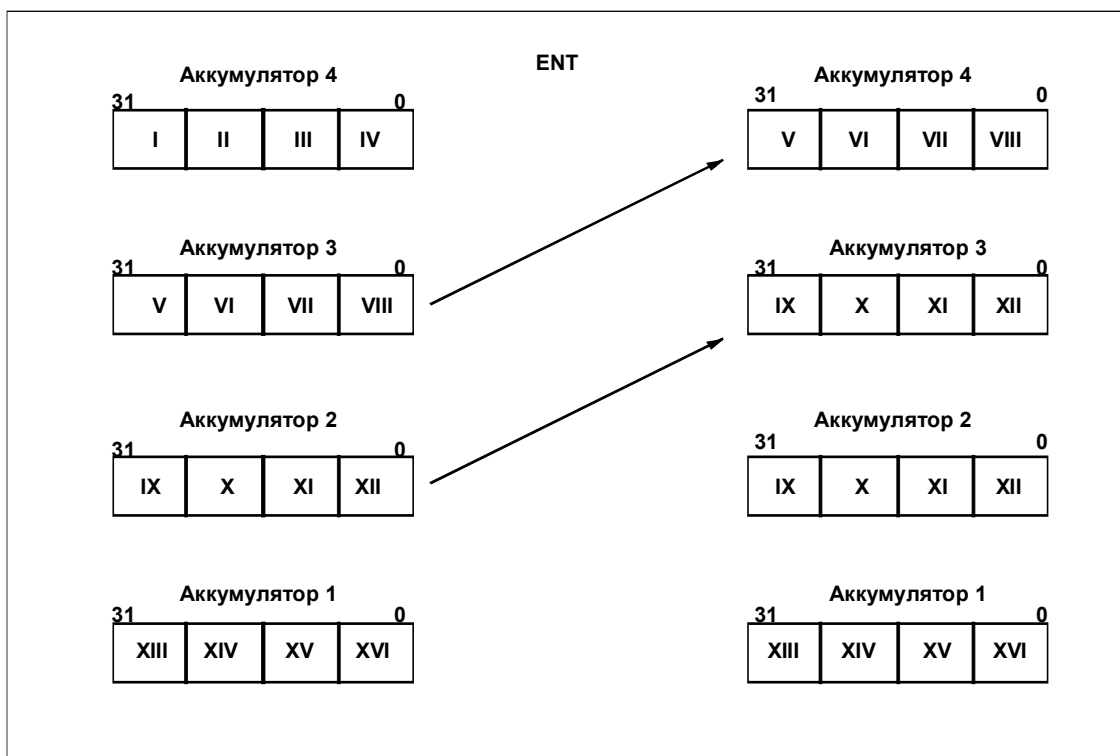 ENT
Аккумулятор 4
31 0
I II III IV
Аккумулятор 4
31 0
V VI VII VIII
Аккумулятор 3
31 0
V VI VII VIII
Аккумулятор 3
31 0
IX X XI XII
Аккумулятор 2
31 0
IX X XI XII
Аккумулятор 2
31 0
IX X XI XII
Аккумулятор 1
31 0
XIII XIV XV XVI
Аккумулятор 1
31 0
XIII XIV XV XVI